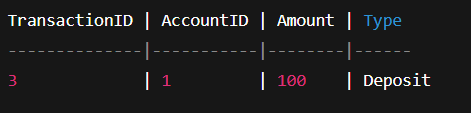 TransactionID | AccountID | Amount | Type
--------------|-----------|--------|------
3             | 1         | 100    | Deposit